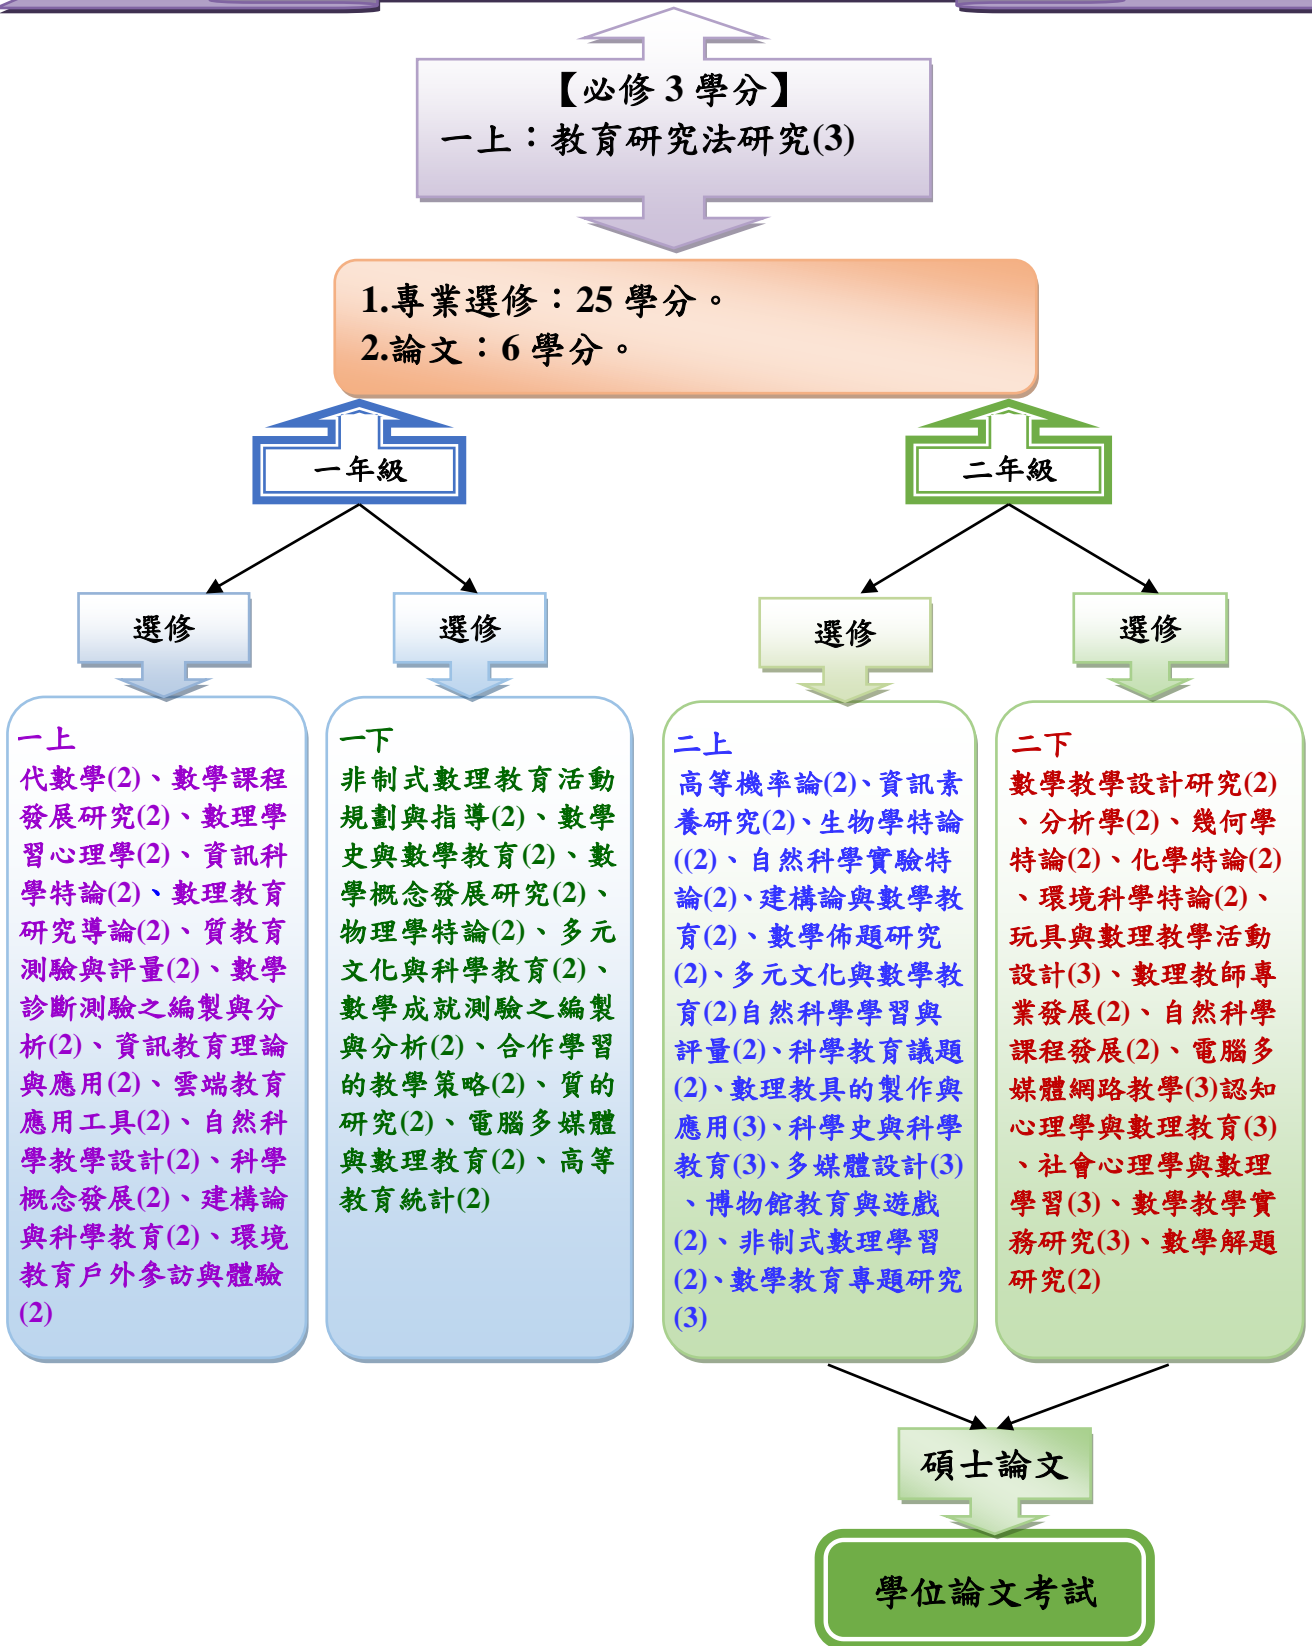 【必修 3 學分】
一上：教育研究法研究(3)
1.專業選修：25 學分。
2.論文：6 學分。
一年級
二年級
選修
選修
選修
選修
一上
代數學(2)、數學課程
發展研究(2)、數理學
習心理學(2)、資訊科
學特論(2)、數理教育
研究導論(2)、質教育
測驗與評量(2)、數學
診斷測驗之編製與分
析(2)、資訊教育理論
與應用(2)、雲端教育
應用工具(2)、自然科
學教學設計(2)、科學
概念發展(2)、建構論
與科學教育(2)、環境
教育戶外參訪與體驗
(2)
一下
非制式數理教育活動
規劃與指導(2)、數學
史與數學教育(2)、數
學概念發展研究(2)、
物理學特論(2)、多元
文化與科學教育(2)、
數學成就測驗之編製
與分析(2)、合作學習
的教學策略(2)、質的
研究(2)、電腦多媒體
與數理教育(2)、高等
教育統計(2)
二上
高等機率論(2)、資訊素
養研究(2)、生物學特論
((2)、自然科學實驗特
論(2)、建構論與數學教
育(2)、數學佈題研究
(2)、多元文化與數學教
育(2)自然科學學習與
評量(2)、科學教育議題
(2)、數理教具的製作與
應用(3)、科學史與科學
教育(3)、多媒體設計(3)
、博物館教育與遊戲
(2)、非制式數理學習
(2)、數學教育專題研究
(3)
二下
數學教學設計研究(2)
、分析學(2)、幾何學
特論(2)、化學特論(2)
、環境科學特論(2)、
玩具與數理教學活動
設計(3)、數理教師專
業發展(2)、自然科學
課程發展(2)、電腦多
媒體網路教學(3)認知
心理學與數理教育(3)
、社會心理學與數理
學習(3)、數學教學實
務研究(3)、數學解題
研究(2)
碩士論文
學位論文考試